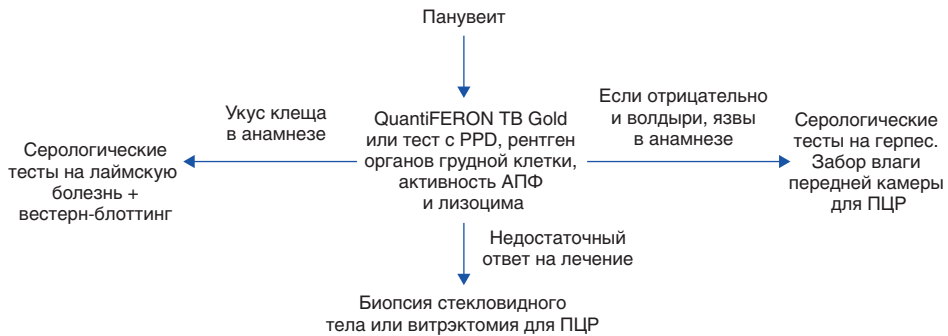 Панувеит
Укус клеща
в анамнезе
QuantiFERON TB Gold
или тест с PPD, рентген
органов грудной клетки,
активность АПФ
и лизоцима
Если отрицательно
и волдыри, язвы
в анамнезе
Серологические
тесты на лаймскую
болезнь +
вестерн-блоттинг
Серологические
тесты на герпес.
Забор влаги
передней камеры
для ПЦР
Недостаточный
ответ на лечение
Биопсия стекловидного
тела или витрэктомия для ПЦР